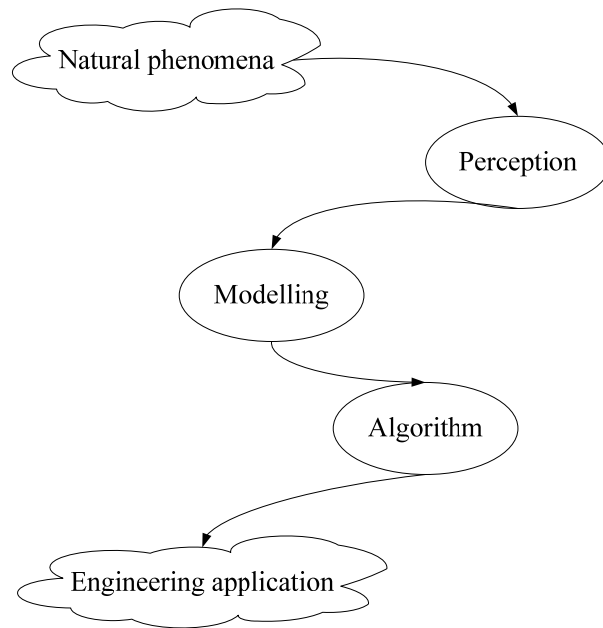 Natural phenomena
Perception
Modelling
Algorithm
Engineering application